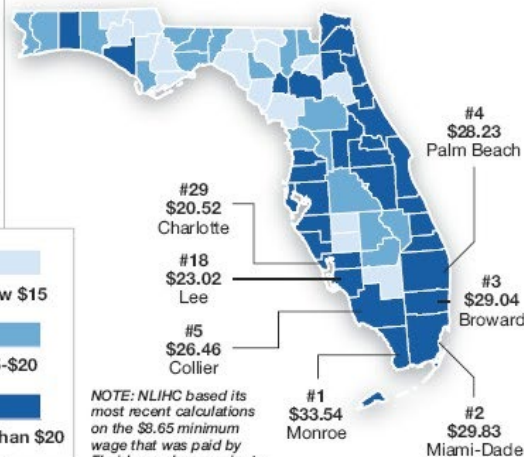 #4
$28.23
Palm Beach
#29
$20.52
Charlotte
#18
$23.02
Lee
#3
$29.04
Broward
#5
$26.46
Collier
#1
$33.54
Monroe
#2
$29.83
Miami-Dade
$15
-$20
$20
NOTE: NLIHC based its
most recent calculations
on the $8.65 minimum
wage that was paid by